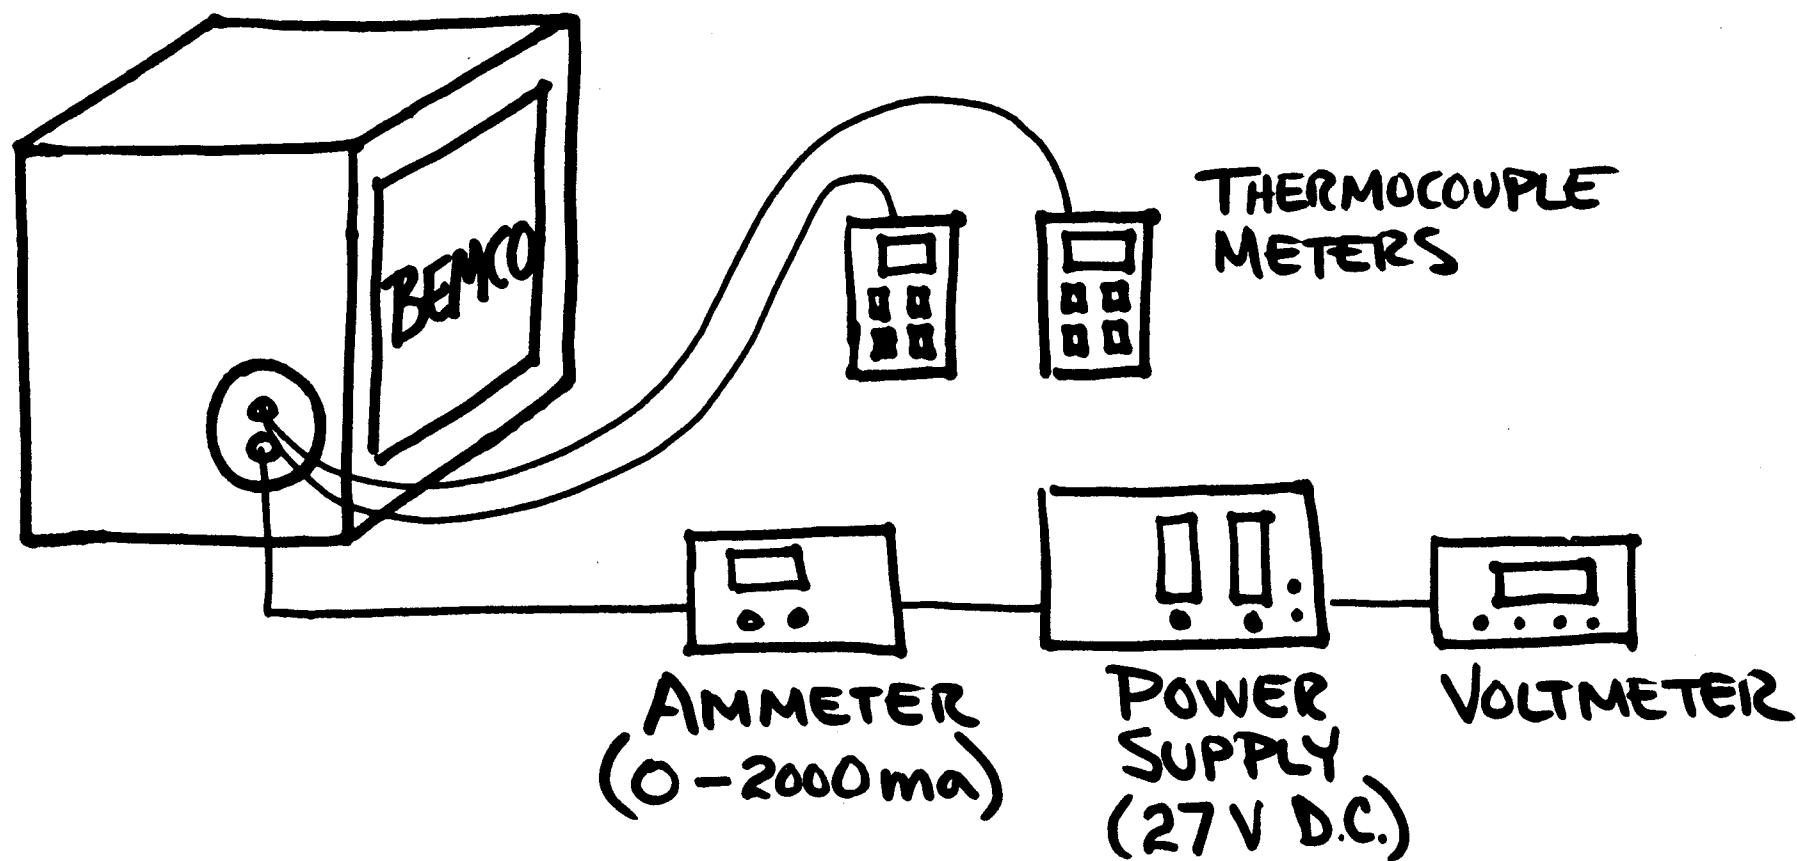 BEMCO
THERMOCOUPLE
METERS
AMMETER
(0-2000ma)
POWER
SUPPLY
(27V D.C.)
VOLTMETER